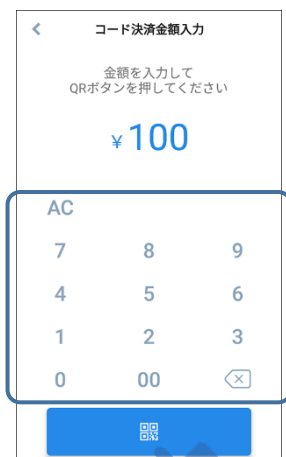 コード決済金額入力
金額を入力して
QRボタンを押してください
¥100
AC
7 8 9
4 5 6
1 2 3
0 00